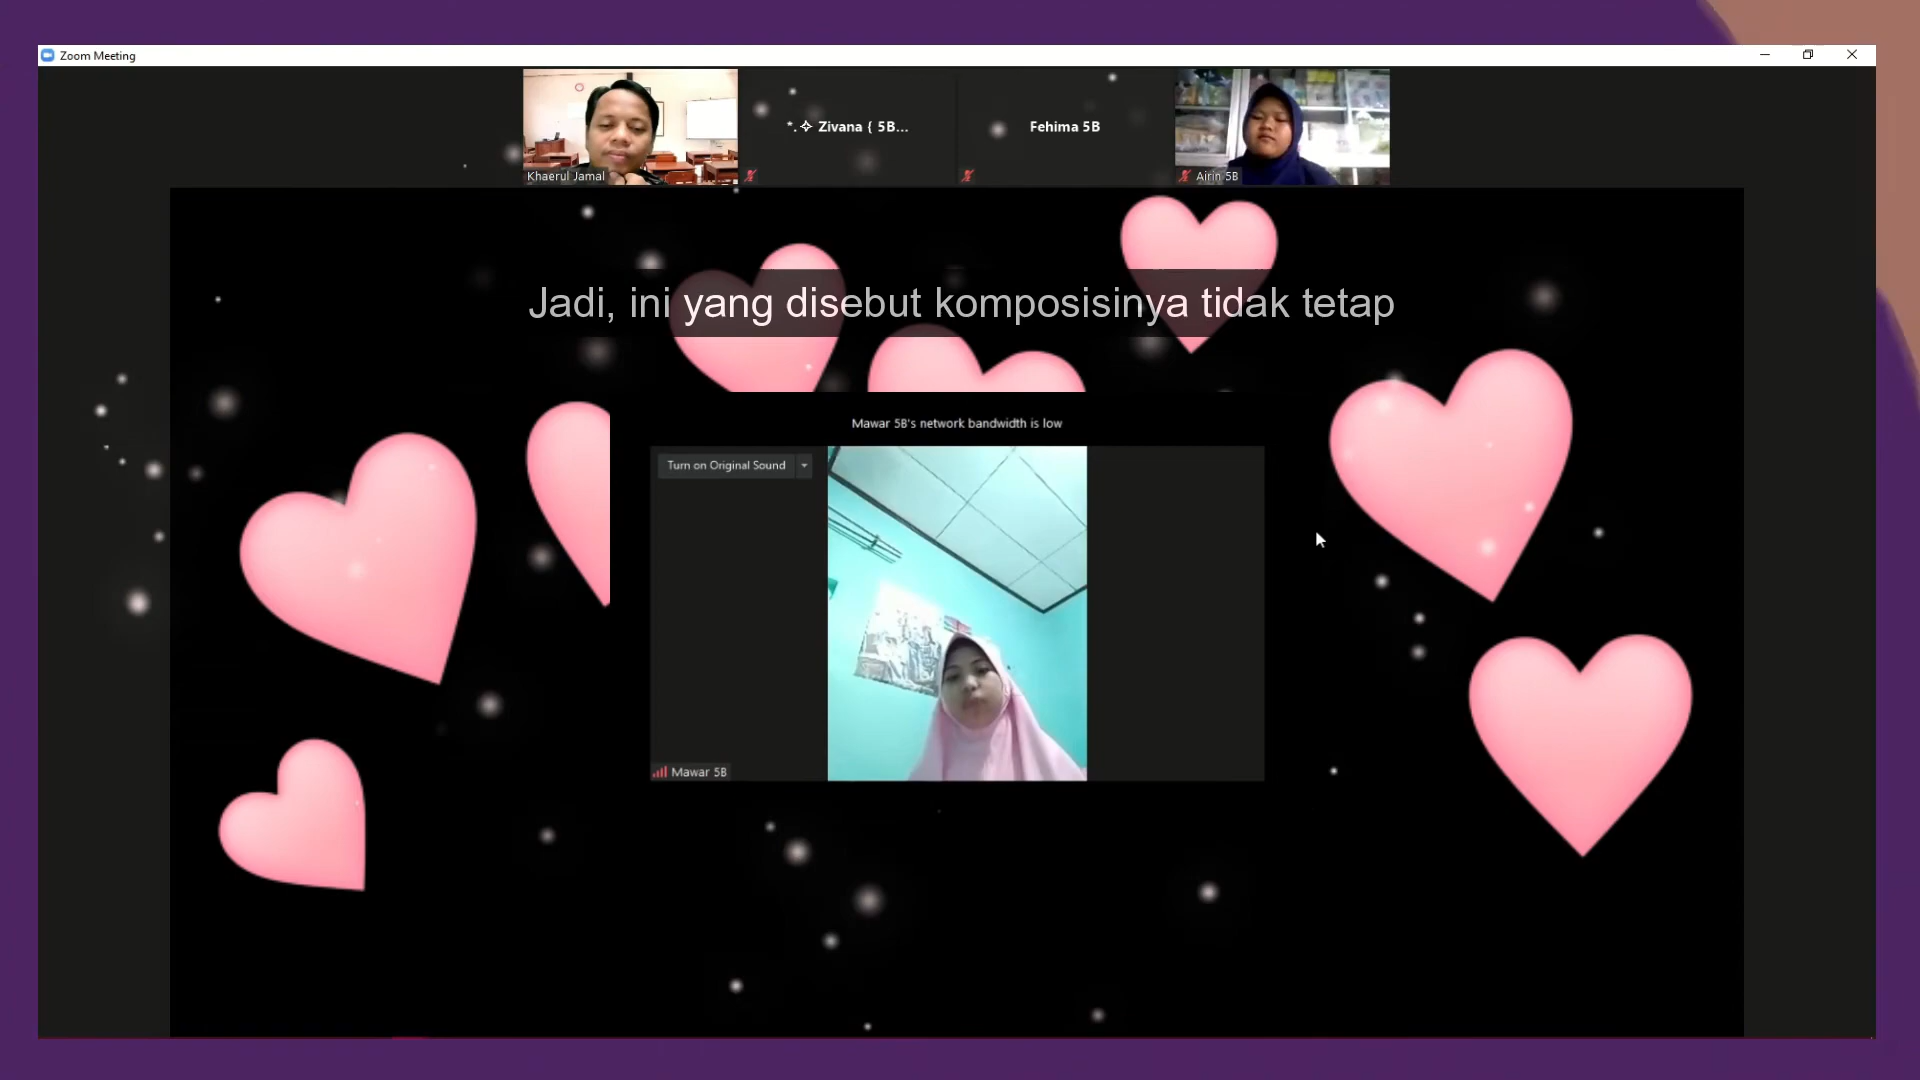 Zoom Meeting
Khaerul Jamal
*.✧ Zivana ( 5B...
Fehima 5B
Airin 5B
Jadi, ini yang disebut komposisinya tidak tetap
Mawar 5B's network bandwidth is low
Turn on Original Sound
Mawar 5B